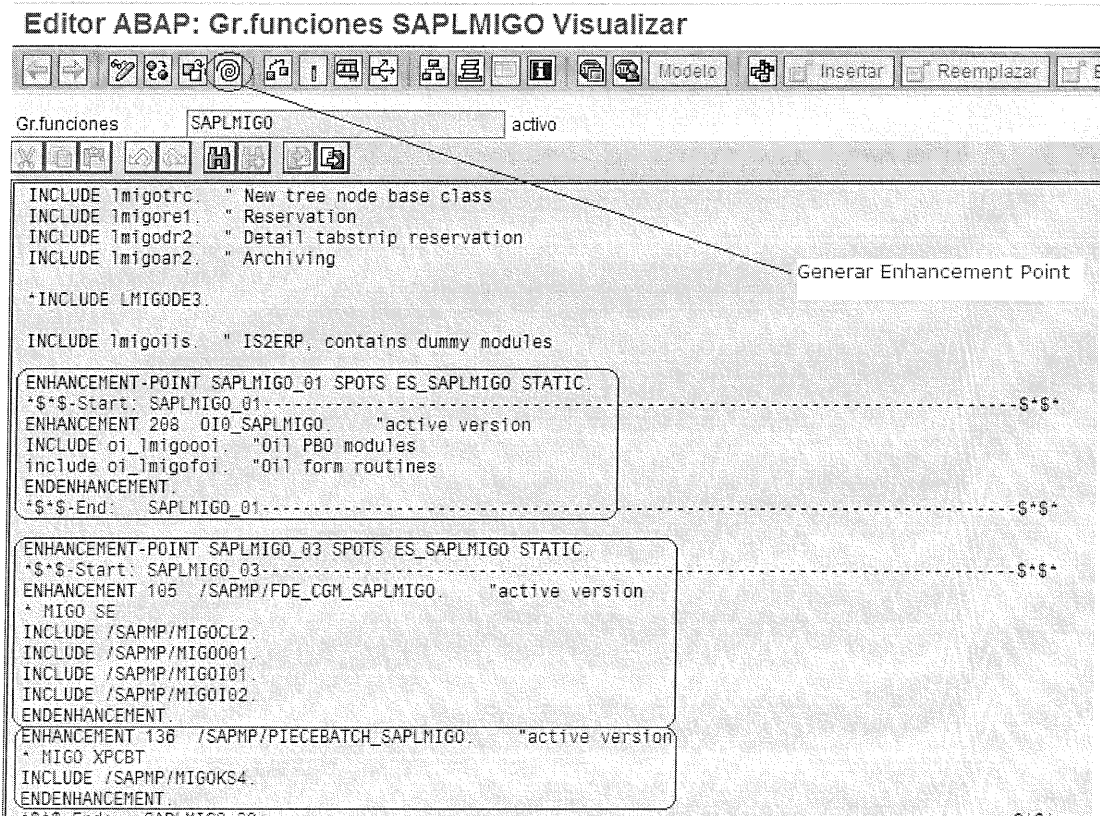 Editor ABAP: Gr.funciones SAPLMIGO Visualizar
Modelo Insertar Reemplazar
Gr.funciones SAPLMIGO activo
INCLUDE lmigotrc. " New tree node base class
INCLUDE lmigore1. " Reservation
INCLUDE lmigodr2. " Detail tabstrip reservation
INCLUDE lmigoar2. " Archiving
Generar Enhancement Point
*INCLUDE LMIGODE3.
INCLUDE lmigoiis. " IS2ERP, contains dummy modules
ENHANCEMENT-POINT SAPLMIGO_01 SPOTS ES_SAPLMIGO STATIC.
*$*$-Start: SAPLMIGO_01---------------------------------------------------------------$*$*
ENHANCEMENT 208 OIO_SAPLMIGO. "active version
INCLUDE oi_lmigoooi. "Oil PBO modules
include oi_lmigofoi. "Oil form routines
ENDENHANCEMENT.
*$*$-End: SAPLMIGO_01---------------------------------------------------------------$*$*
ENHANCEMENT-POINT SAPLMIGO_03 SPOTS ES_SAPLMIGO STATIC.
*$*$-Start: SAPLMIGO_03---------------------------------------------------------------$*$*
ENHANCEMENT 105 /SAPMP/FDE_CGM_SAPLMIGO. "active version
* MIGO SE
INCLUDE /SAPMP/MIGOCL2.
INCLUDE /SAPMP/MIGOO01.
INCLUDE /SAPMP/MIGOI01.
INCLUDE /SAPMP/MIGOI02.
ENDENHANCEMENT.
ENHANCEMENT 136 /SAPMP/PIECEBATCH_SAPLMIGO. "active version
* MIGO XPCBT
INCLUDE /SAPMP/MIGOKS4.
ENDENHANCEMENT.